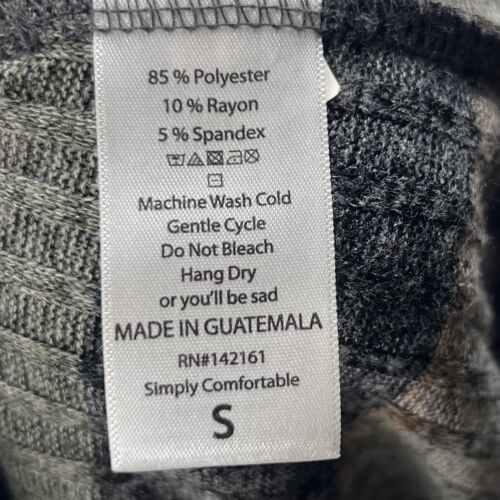 85 % Polyester
10 % Rayon
5 % Spandex
Machine Wash Cold
Gentle Cycle
Do Not Bleach
Hang Dry
or you'll be sad
MADE IN GUATEMALA
RN#142161
Simply Comfortable
S